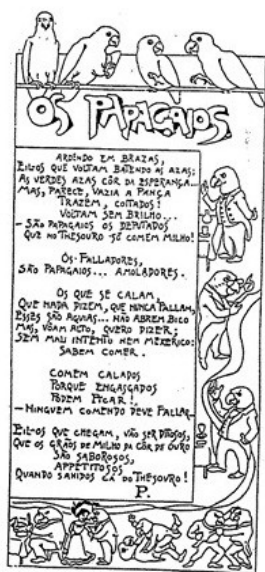 OS PAPAGAIOS.
ARDENDO EM BRAZAS,
EIL-OS QUE VOLTAM BATENDO AS AZAS;
AS VERDES AZAS CÔR DA ESPERANÇA...
MAS, PARECE, VAZIA A PANÇA
TRAZEM, COITADOS!
VOLTAM SEM BRILHO...
– SÃO PAPAGAIOS OS DEPUTADOS
QUE NO THESOURO SÓ COMEM MILHO!
OS FALLADORES,
SÃO PAPAGAIOS... AMOLADORES.
OS QUE SE CALAM,
QUE NADA DIZEM, QUE NUNCA FALLAM,
ESSES SÃO AGUIAS... NÃO ABREM BICO
MAS, VOAM ALTO, QUERO DIZER;
SEM MAU INTENTO NEM MEXERICO:
SABEM COMER.
COMEM CALADOS
PORQUE ENGASGADOS
PODEM FICAR!,
– NINGUEM COMENDO DEVE FALLAR...
EIL-OS QUE CHEGAM, VÃO SER DITOSOS,
QUE OS GRÃOS DE MILHO DA CÔR DE OURO
SÃO SABOROSOS,
APPETITOSOS
QUANDO SAHIDOS CÁ DO THESOURO!
P.